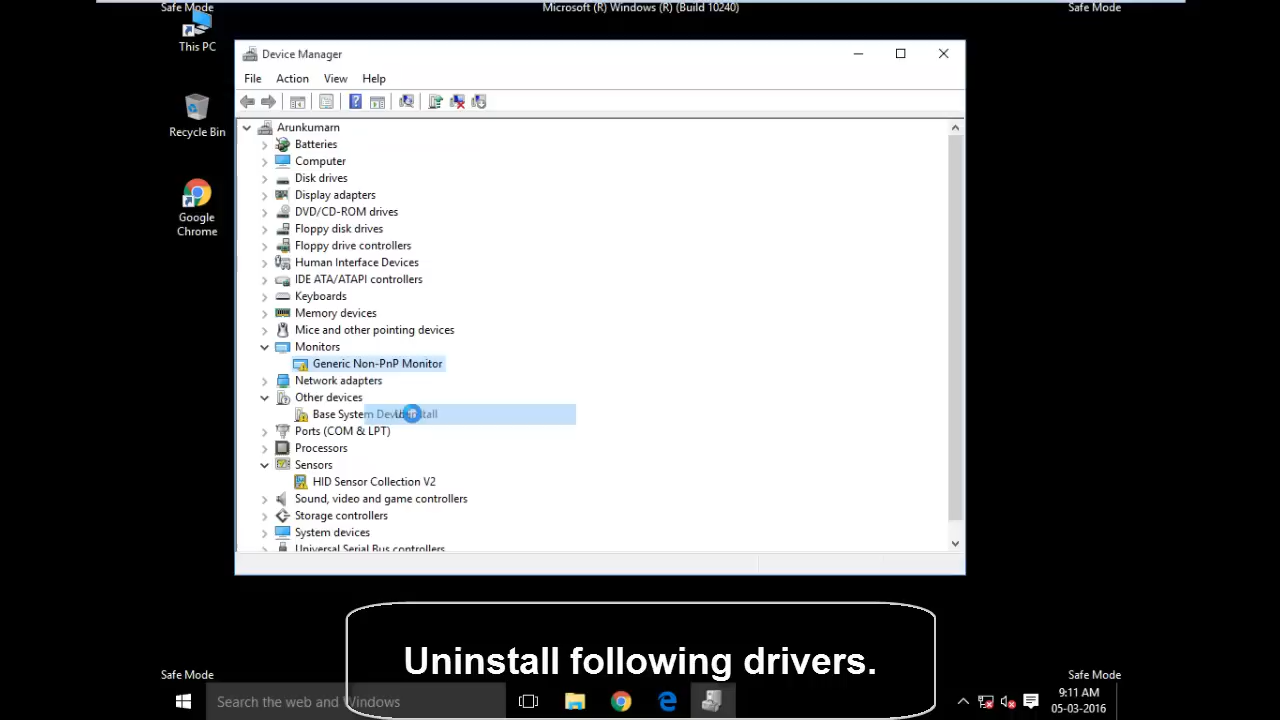 Safe Mode
Microsoft (R) Windows (R) (Build 10240)
Safe Mode
This PC
Recycle Bin
Google
Chrome
Device Manager
File Action View Help
Arunkumarn
Batteries
Computer
Disk drives
Display adapters
DVD/CD-ROM drives
Floppy disk drives
Floppy drive controllers
Human Interface Devices
IDE ATA/ATAPI controllers
Keyboards
Memory devices
Mice and other pointing devices
Monitors
Generic Non-PnP Monitor
Network adapters
Other devices
Base System Device
Uninstall
Ports (COM & LPT)
Processors
Sensors
HID Sensor Collection V2
Sound, video and game controllers
Storage controllers
System devices
Universal Serial Bus controllers
Uninstall following drivers.
Safe Mode
Safe Mode
Search the web and Windows
9:11 AM
05-03-2016